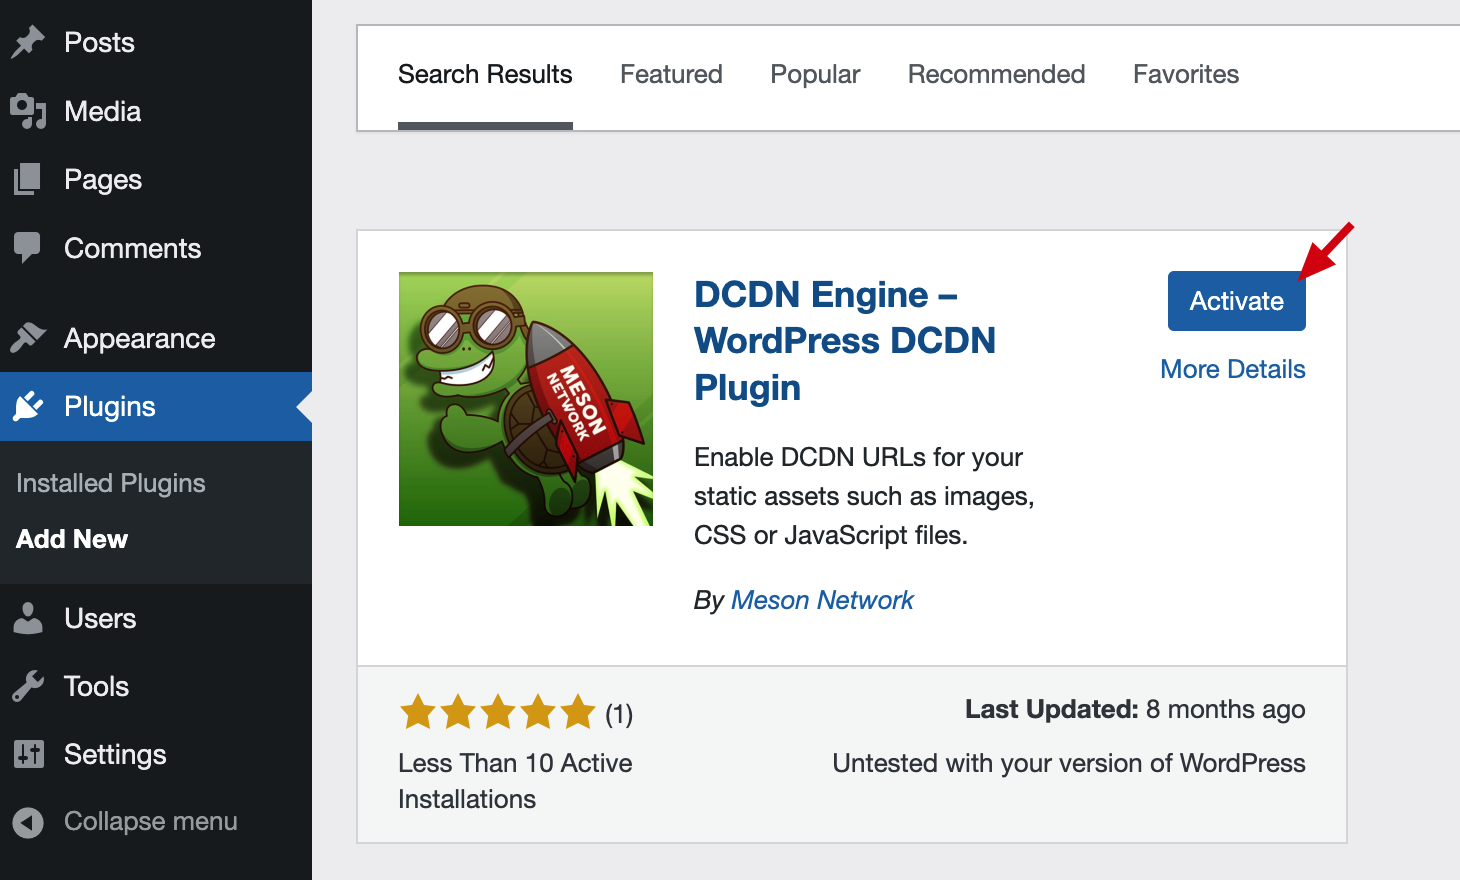 Posts
Media
Pages
Comments
Appearance
Plugins
Installed Plugins
Add New
Users
Tools
Settings
Collapse menu
Search Results Featured Popular Recommended Favorites
MESON
NETWORK
DCDN Engine –
WordPress DCDN
Plugin
Activate
More Details
Enable DCDN URLs for your
static assets such as images,
CSS or JavaScript files.
By Meson Network
(1)
Less Than 10 Active
Installations
Last Updated: 8 months ago
Untested with your version of WordPress